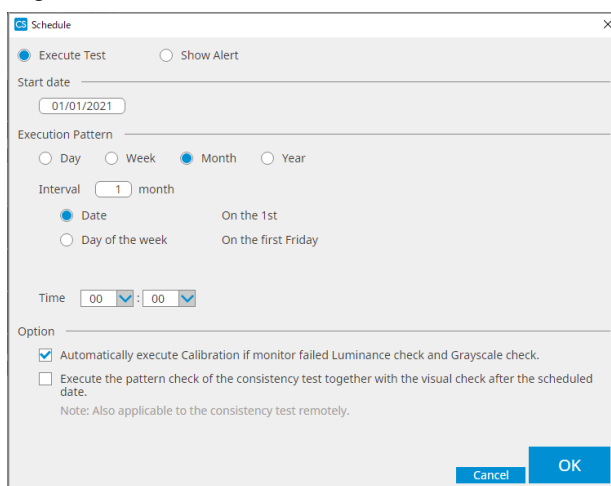 CS Schedule
Execute Test Show Alert
Start date
01/01/2021
Execution Pattern
Day Week Month Year
Interval 1 month
Date On the 1st
Day of the week On the first Friday
Time 00 : 00
Option
Automatically execute Calibration if monitor failed Luminance check and Grayscale check.
Execute the pattern check of the consistency test together with the visual check after the scheduled
date.
Note: Also applicable to the consistency test remotely.
Cancel OK